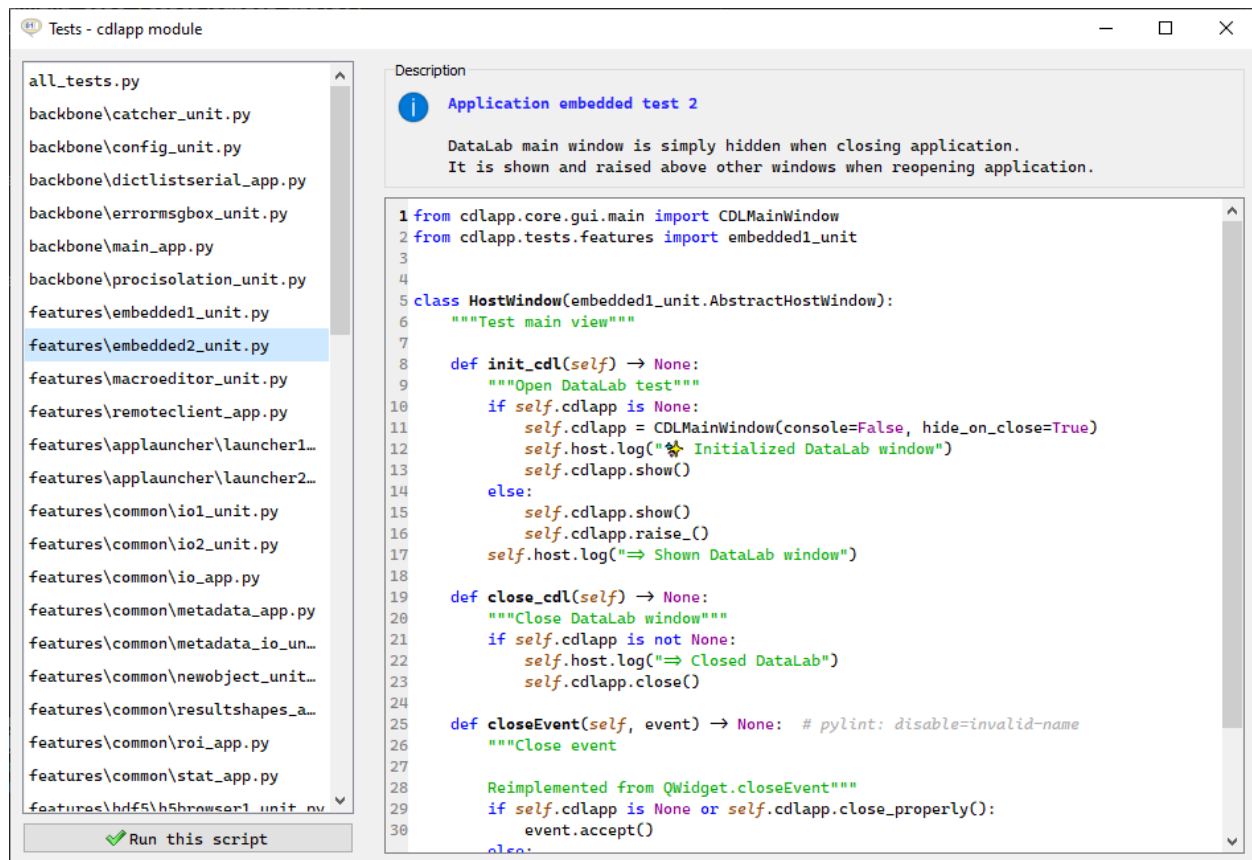 Tests - cdlapp module
all_tests.py
backbone\catcher_unit.py
backbone\config_unit.py
backbone\dictlistserial_app.py
backbone\errormsgbox_unit.py
backbone\main_app.py
backbone\procisolation_unit.py
features\embedded1_unit.py
features\embedded2_unit.py
features\macroeditor_unit.py
features\remoteclient_app.py
features\applauncher\launcher1…
features\applauncher\launcher2…
features\common\io1_unit.py
features\common\io2_unit.py
features\common\io_app.py
features\common\metadata_app.py
features\common\metadata_io_un…
features\common\newobject_unit…
features\common\resultshapes_a…
features\common\roi_app.py
features\common\stat_app.py
features\hdf5\h5browser1_unit.py
Run this script
Description
Application embedded test 2
DataLab main window is simply hidden when closing application.
It is shown and raised above other windows when reopening application.
1 from cdlapp.core.gui.main import CDLMainWindow
2 from cdlapp.tests.features import embedded1_unit
3
4
5 class HostWindow(embedded1_unit.AbstractHostWindow):
6     """Test main view"""
7
8     def init_cdl(self) → None:
9         """Open DataLab test"""
10         if self.cdlapp is None:
11             self.cdlapp = CDLMainWindow(console=False, hide_on_close=True)
12             self.host.log("✨ Initialized DataLab window")
13             self.cdlapp.show()
14         else:
15             self.cdlapp.show()
16             self.cdlapp.raise_()
17         self.host.log("⇒ Shown DataLab window")
18
19     def close_cdl(self) → None:
20         """Close DataLab window"""
21         if self.cdlapp is not None:
22             self.host.log("⇒ Closed DataLab")
23             self.cdlapp.close()
24
25     def closeEvent(self, event) → None:  # pylint: disable=invalid-name
26         """Close event
27
28         Reimplemented from QWidget.closeEvent"""
29         if self.cdlapp is None or self.cdlapp.close_properly():
30             event.accept()
else: